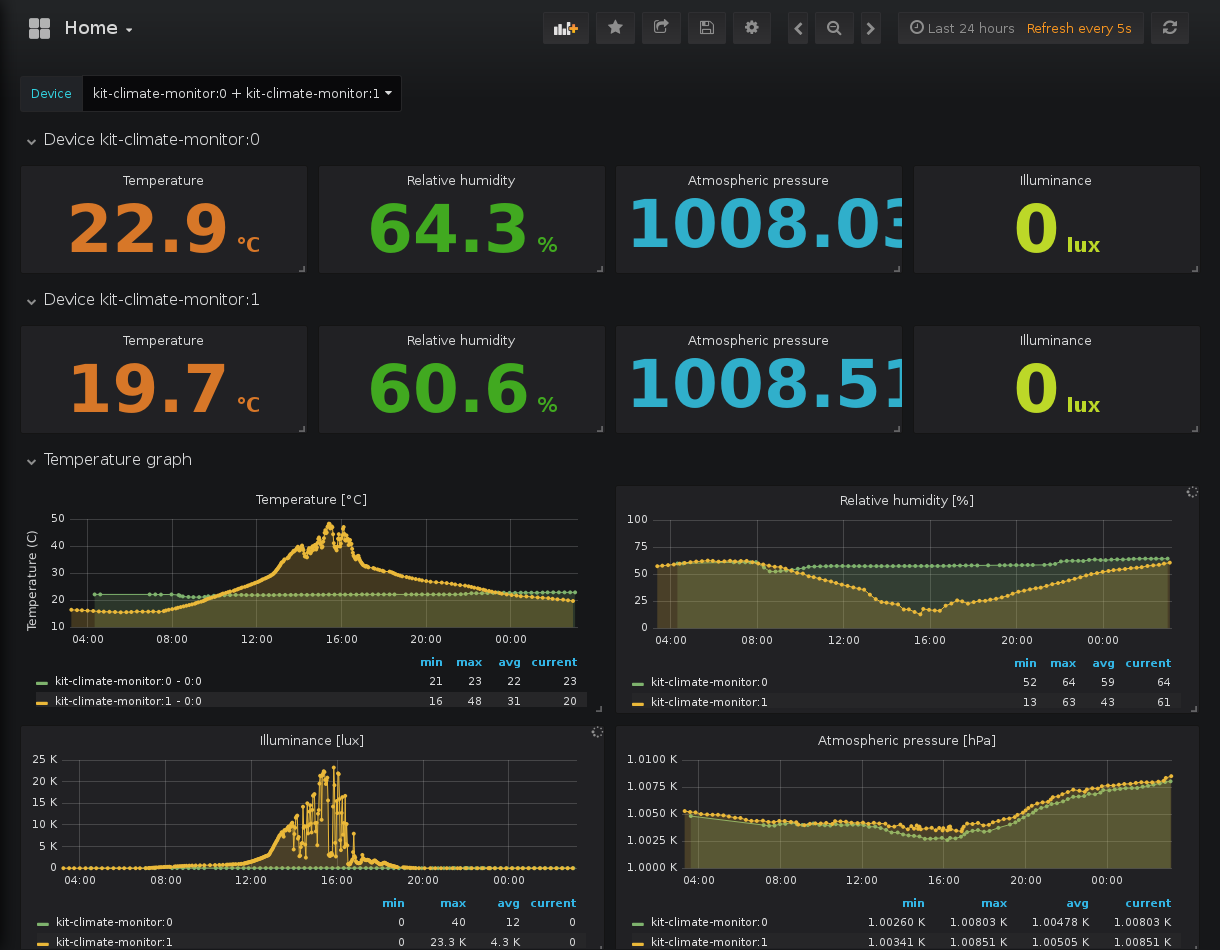 Home
Last 24 hours Refresh every 5s
Device kit-climate-monitor:0 + kit-climate-monitor:1
Device kit-climate-monitor:0
Temperature Relative humidity Atmospheric pressure Illuminance
22.9 °C 64.3 % 1008.03 0 lux
Device kit-climate-monitor:1
Temperature Relative humidity Atmospheric pressure Illuminance
19.7 °C 60.6 % 1008.51 0 lux
Temperature graph
Temperature [°C]
Temperature (C)
50
40
30
20
10
04:00 08:00 12:00 16:00 20:00 00:00
min max avg current
kit-climate-monitor:0 - 0:0 21 23 22 23
kit-climate-monitor:1 - 0:0 16 48 31 20
Relative humidity [%]
100
75
50
25
0
04:00 08:00 12:00 16:00 20:00 00:00
min max avg current
kit-climate-monitor:0 52 64 59 64
kit-climate-monitor:1 13 63 43 61
Illuminance [lux]
25 K
20 K
15 K
10 K
5 K
0
04:00 08:00 12:00 16:00 20:00 00:00
min max avg current
kit-climate-monitor:0 0 40 12 0
kit-climate-monitor:1 0 23.3 K 4.3 K 0
Atmospheric pressure [hPa]
1.0100 K
1.0075 K
1.0050 K
1.0025 K
1.0000 K
04:00 08:00 12:00 16:00 20:00 00:00
min max avg current
kit-climate-monitor:0 1.00260 K 1.00803 K 1.00478 K 1.00803 K
kit-climate-monitor:1 1.00341 K 1.00851 K 1.00505 K 1.00851 K